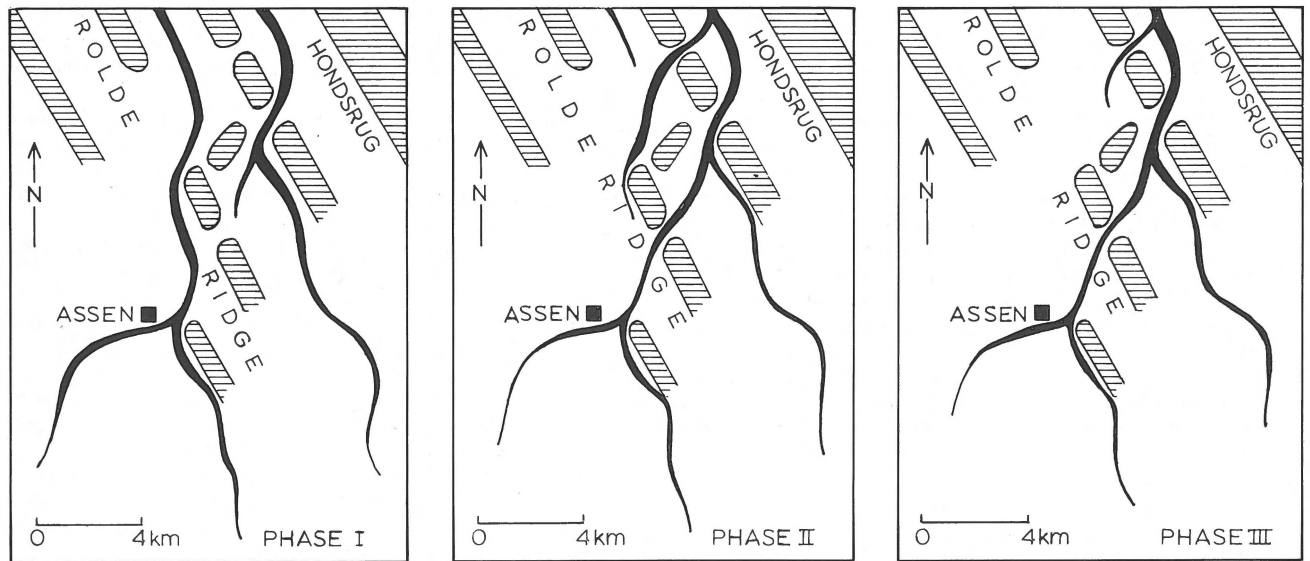 ROLDE
HONDSRUG
N
ASSEN
RIDGE
0 4km
PHASE I
ROLDE
HONDSRUG
N
RIDGE
ASSEN
0 4km
PHASE II
ROLDE
HONDSRUG
N
RIDGE
ASSEN
0 4km
PHASE III